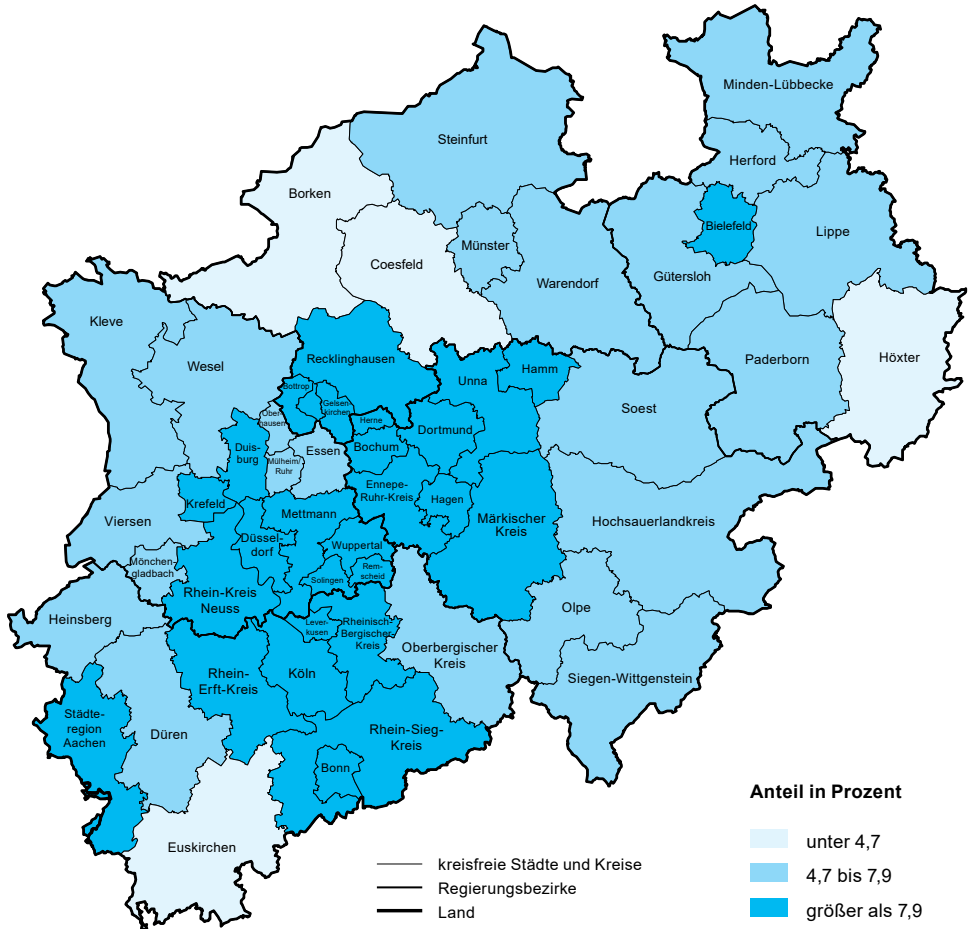 Minden-Lübbecke
Steinfurt
Herford
Borken
Bielefeld
Lippe
Münster
Coesfeld
Gütersloh
Warendorf
Kleve
Recklinghausen
Paderborn
Höxter
Wesel
Hamm
Unna
Bottrop
Gelsen-
kirchen
Soest
Ober-
hausen
Herne
Dortmund
Duis-
burg
Essen
Bochum
Mülheim/
Ruhr
Ennepe-
Ruhr-Kreis
Hagen
Krefeld
Mettmann
Viersen
Märkischer
Kreis
Hochsauerlandkreis
Düssel-
dorf
Wuppertal
Mönchen-
gladbach
Rem-
scheid
Solingen
Rhein-Kreis
Neuss
Olpe
Heinsberg
Lever-
kusen
Rheinisch-
Bergischer
Kreis
Oberbergischer
Kreis
Rhein-
Erft-Kreis
Köln
Siegen-Wittgenstein
Städte-
region
Aachen
Düren
Rhein-Sieg-
Kreis
Bonn
Euskirchen
Anteil in Prozent
unter 4,7
4,7 bis 7,9
größer als 7,9
kreisfreie Städte und Kreise
Regierungsbezirke
Land